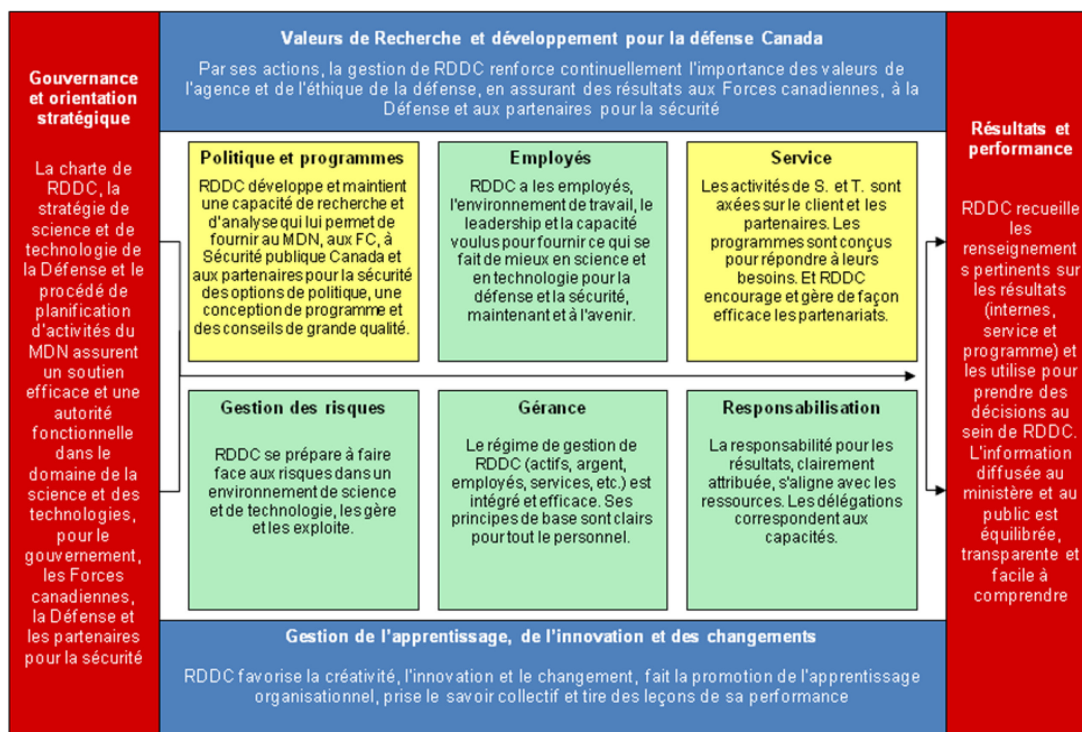 Valeurs de Recherche et développement pour la défense Canada
Par ses actions, la gestion de RDDC renforce continuellement l'importance des valeurs de
l'agence et de l'éthique de la défense, en assurant des résultats aux Forces canadiennes, à la
Défense et aux partenaires pour la sécurité
Gouvernance
et orientation
stratégique
La charte de
RDDC, la
stratégie de
science et de
technologie de
la Défense et le
procédé de
planification
d'activités du
MDN assurent
un soutien
efficace et une
autorité
fonctionnelle
dans le
domaine de la
science et des
technologies,
pour le
gouvernement,
les Forces
canadiennes,
la Défense et
les partenaires
pour la sécurité
Politique et programmes
RDDC développe et maintient
une capacité de recherche et
d'analyse qui lui permet de
fournir au MDN, aux FC, à
Sécurité publique Canada et
aux partenaires pour la sécurité
des options de politique, une
conception de programme et
des conseils de grande qualité.
Employés
RDDC a les employés,
l'environnement de travail, le
leadership et la capacité
voulus pour fournir ce qui se
fait de mieux en science et
en technologie pour la
défense et la sécurité,
maintenant et à l'avenir.
Service
Les activités de S. et T. sont
axées sur le client et les
partenaires. Les
programmes sont conçus
pour répondre à leurs
besoins. Et RDDC
encourage et gère de façon
efficace les partenariats.
Gestion des risques
RDDC se prépare à faire
face aux risques dans un
environnement de science
et de technologie, les gère
et les exploite.
Gérance
Le régime de gestion de
RDDC (actifs, argent,
employés, services, etc.) est
intégré et efficace. Ses
principes de base sont clairs
pour tout le personnel.
Responsabilisation
La responsabilité pour les
résultats, clairement
attribuée, s'aligne avec les
ressources. Les délégations
correspondent aux
capacités.
Résultats et
performance
RDDC recueille
les
renseignement
s pertinents sur
les résultats
(internes,
service et
programme) et
les utilise pour
prendre des
décisions au
sein de RDDC.
L'information
diffusée au
ministère et au
public est
équilibrée,
transparente et
facile à
comprendre
Gestion de l'apprentissage, de l'innovation et des changements
RDDC favorise la créativité, l'innovation et le changement, fait la promotion de l'apprentissage
organisationnel, prise le savoir collectif et tire des leçons de sa performance